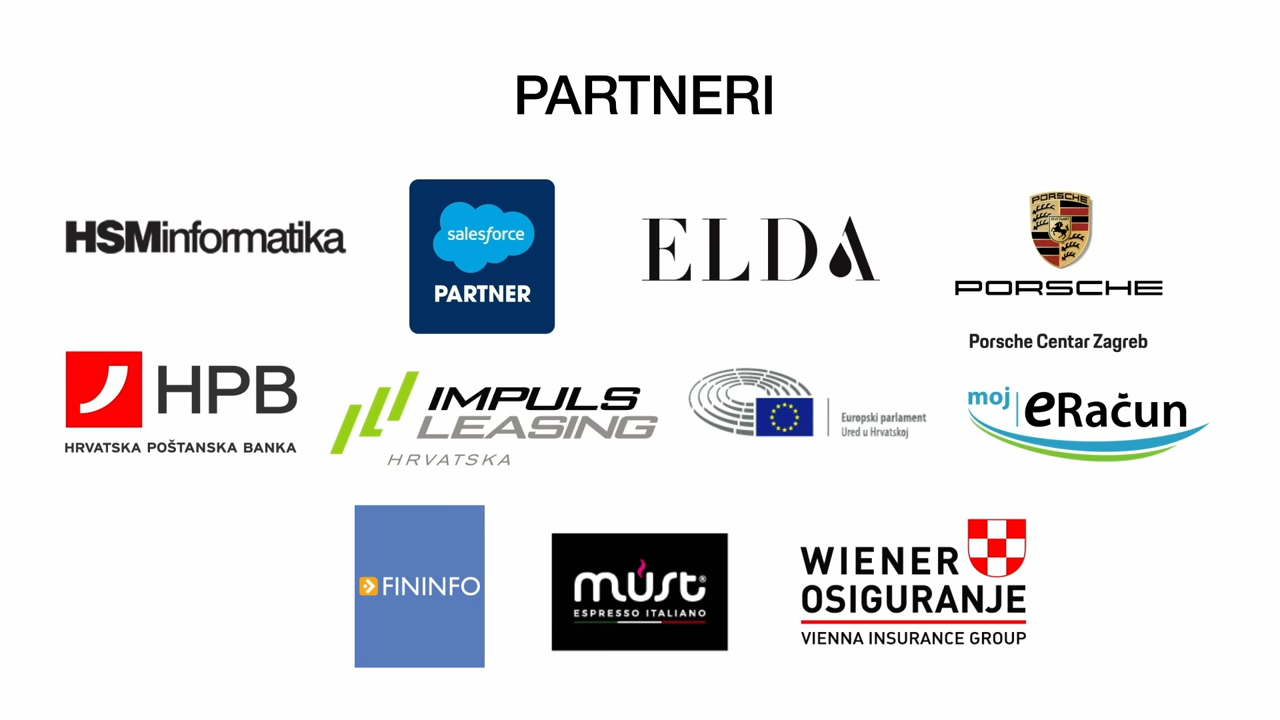 PARTNERI
HSMinformatika
salesforce
PARTNER
ELDA
PORSCHE
PORSCHE
Porsche Centar Zagreb
HPB
HRVATSKA POŠTANSKA BANKA
IMPULS
LEASING
HRVATSKA
Europski parlament
Ured u Hrvatskoj
moj eRačun
FININFO
múst®
ESPRESSO ITALIANO
WIENER
OSIGURANJE
VIENNA INSURANCE GROUP